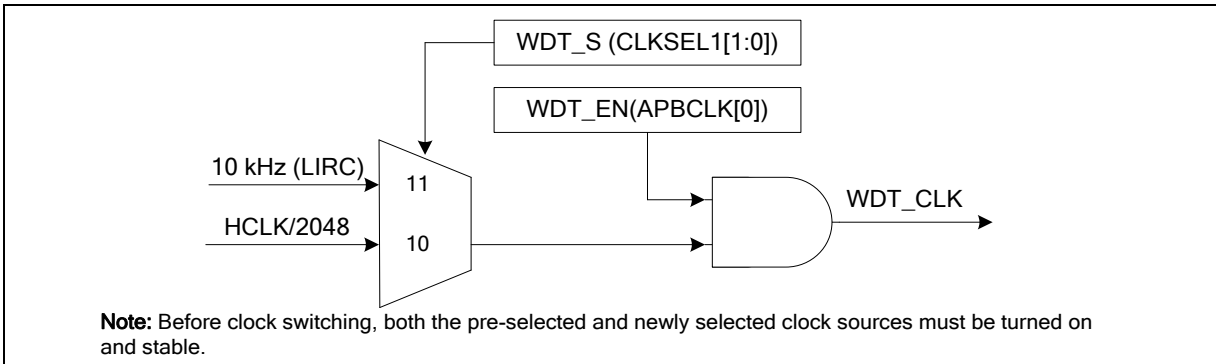 WDT_S (CLKSEL1[1:0])
WDT_EN(APBCLK[0])
10 kHz (LIRC)
11
WDT_CLK
HCLK/2048
10
Note: Before clock switching, both the pre-selected and newly selected clock sources must be turned on
and stable.